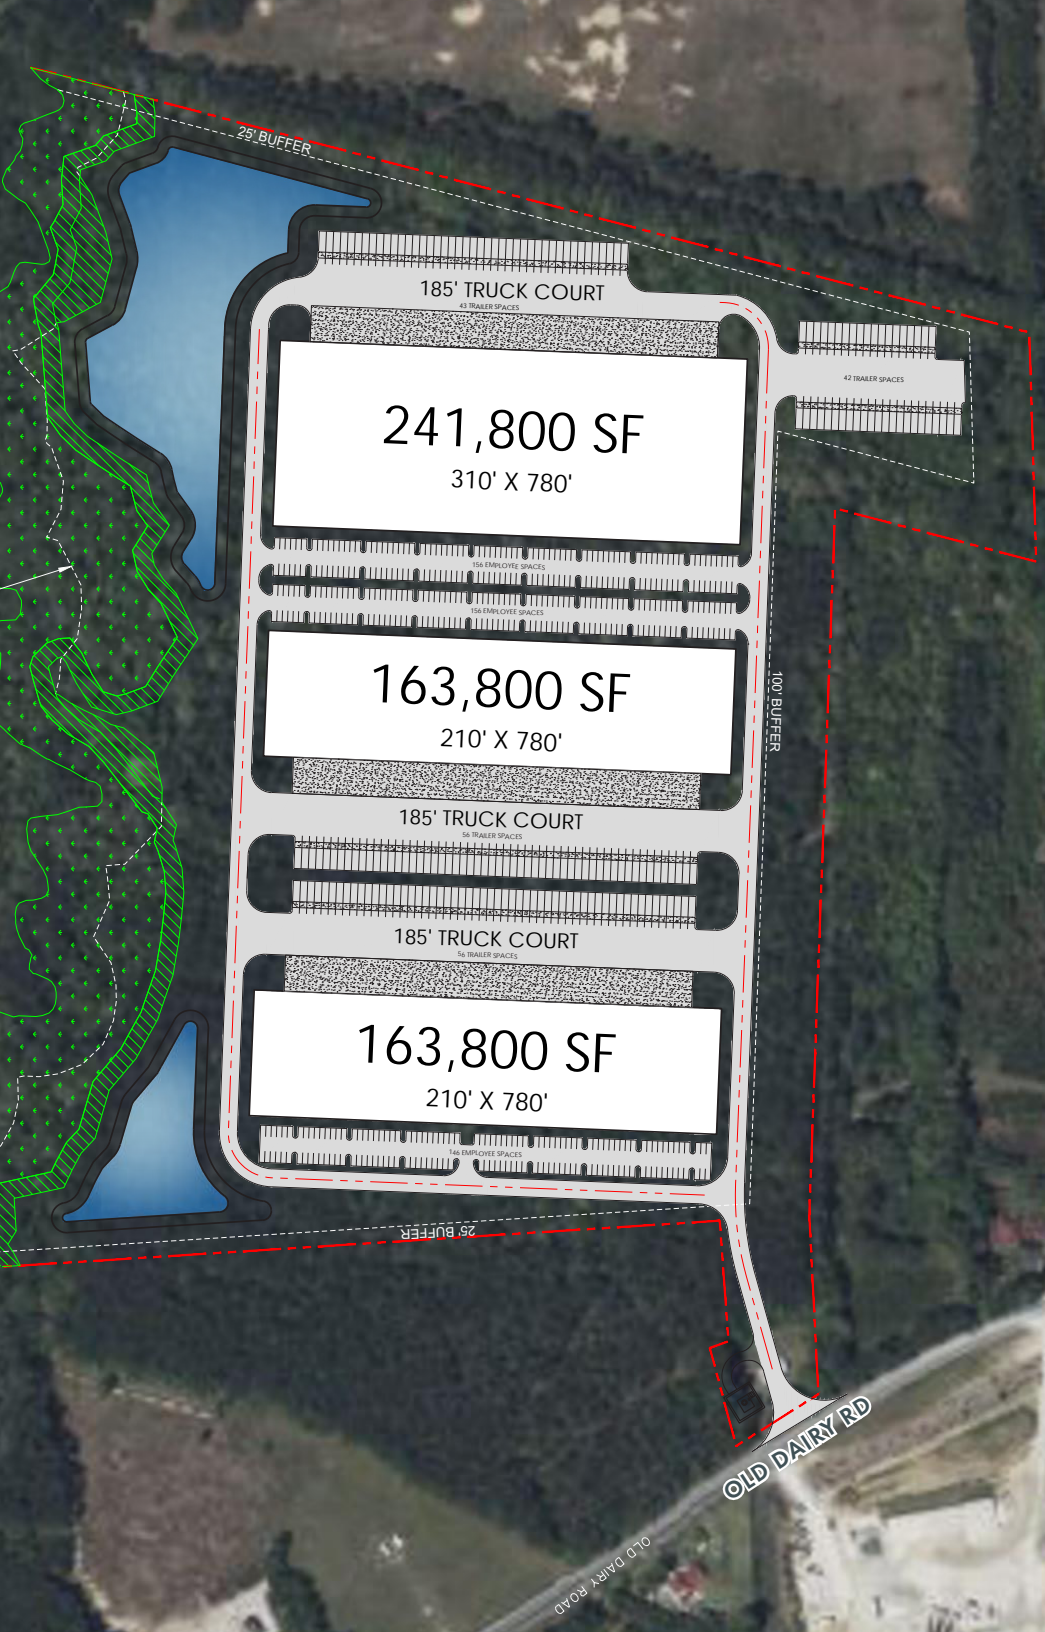 25' BUFFER
185' TRUCK COURT
43 TRAILER SPACES
42 TRAILER SPACES
241,800 SF
310' X 780'
156 EMPLOYEE SPACES
156 EMPLOYEE SPACES
163,800 SF
210' X 780'
100' BUFFER
185' TRUCK COURT
56 TRAILER SPACES
185' TRUCK COURT
56 TRAILER SPACES
163,800 SF
210' X 780'
146 EMPLOYEE SPACES
25' BUFFER
OLD DAIRY RD
OLD DAIRY ROAD